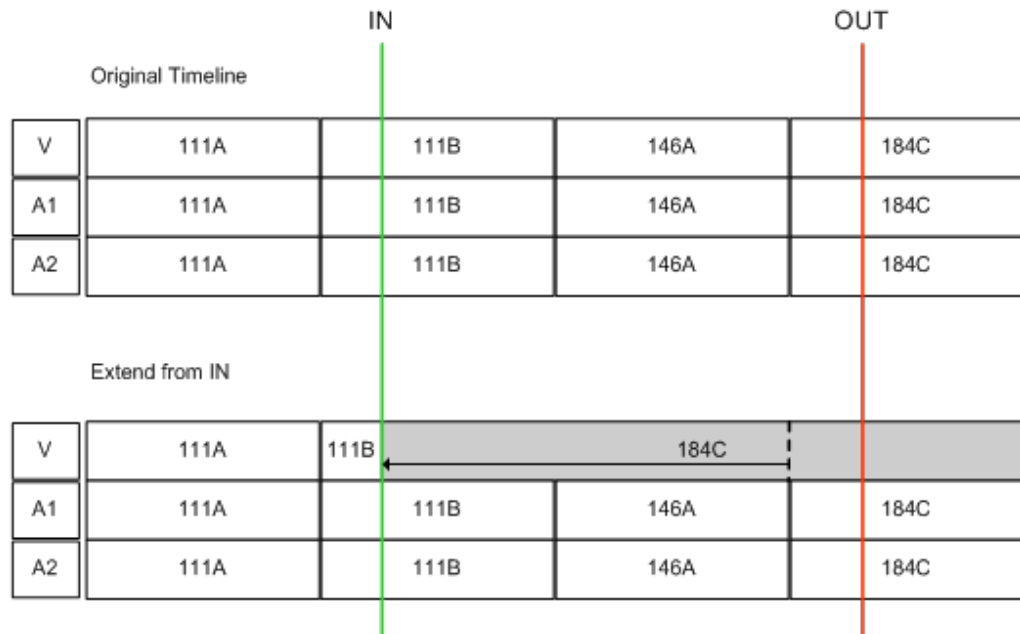 IN OUT
Original Timeline
V 111A 111B 146A 184C
A1 111A 111B 146A 184C
A2 111A 111B 146A 184C
Extend from IN
V 111A 111B 184C
A1 111A 111B 146A 184C
A2 111A 111B 146A 184C